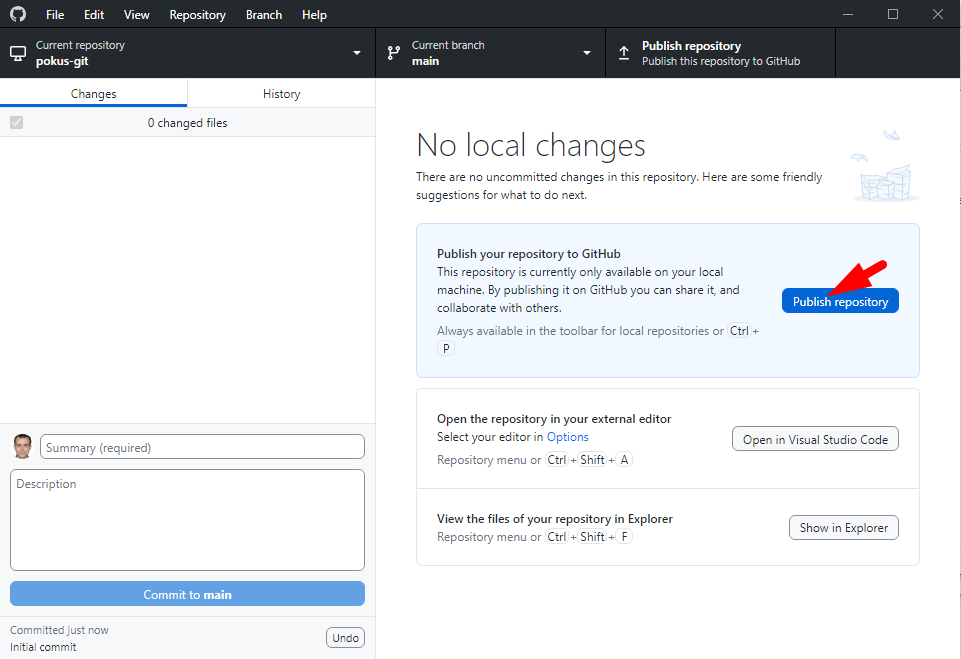 File Edit View Repository Branch Help
Current repository
pokus-git
Current branch
main
Publish repository
Publish this repository to GitHub
Changes
History
0 changed files
No local changes
There are no uncommitted changes in this repository. Here are some friendly
suggestions for what to do next.
Publish your repository to GitHub
This repository is currently only available on your local
machine. By publishing it on GitHub you can share it, and
collaborate with others.
Always available in the toolbar for local repositories or Ctrl +
P
Publish repository
Open the repository in your external editor
Select your editor in Options
Repository menu or Ctrl + Shift + A
Open in Visual Studio Code
View the files of your repository in Explorer
Repository menu or Ctrl + Shift + F
Show in Explorer
Summary (required)
Description
Commit to main
Committed just now
Initial commit
Undo